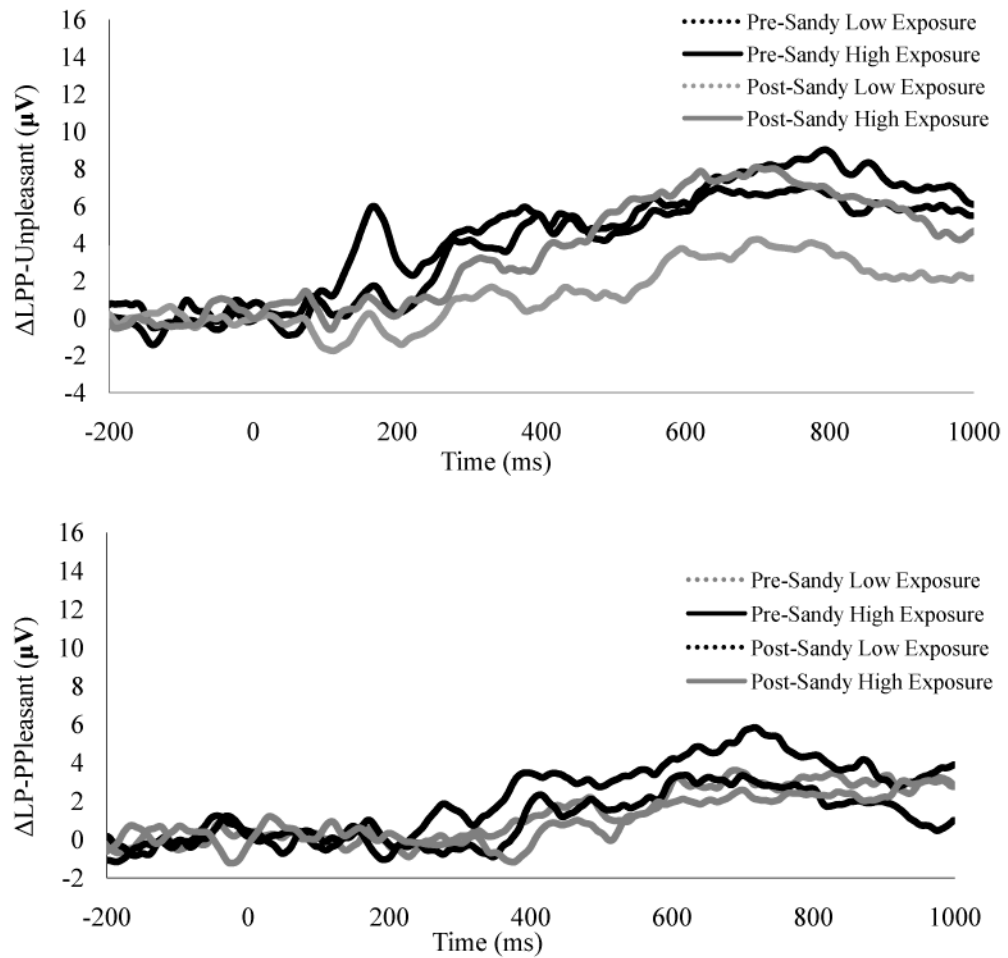 16
14
12
10
8
6
4
2
0
-2
-4
ΔLPP-Unpleasant (μV)
Pre-Sandy Low Exposure
Pre-Sandy High Exposure
Post-Sandy Low Exposure
Post-Sandy High Exposure
-200 0 200 400 600 800 1000
Time (ms)
16
14
12
10
8
6
4
2
0
-2
ΔLP-PPleasant (μV)
Pre-Sandy Low Exposure
Pre-Sandy High Exposure
Post-Sandy Low Exposure
Post-Sandy High Exposure
-200 0 200 400 600 800 1000
Time (ms)